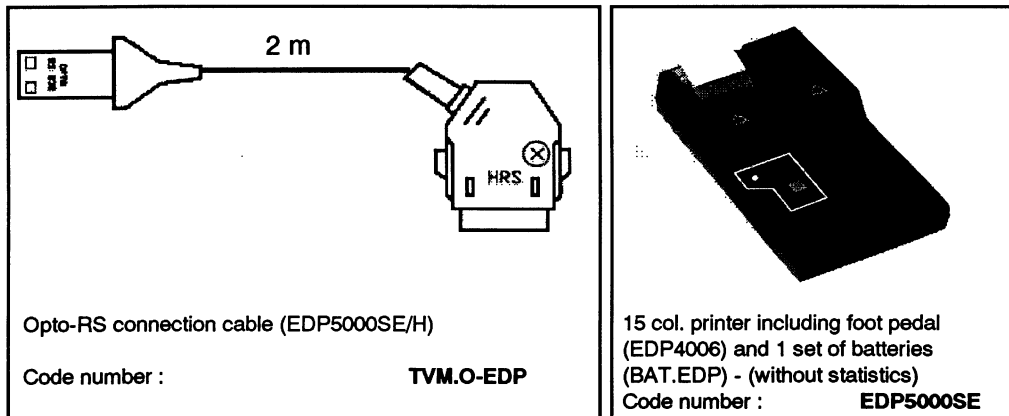 2 m
HRS
Opto-RS connection cable (EDP5000SE/H)
Code number : TVM.O-EDP
15 col. printer including foot pedal
(EDP4006) and 1 set of batteries
(BAT.EDP) - (without statistics)
Code number : EDP5000SE